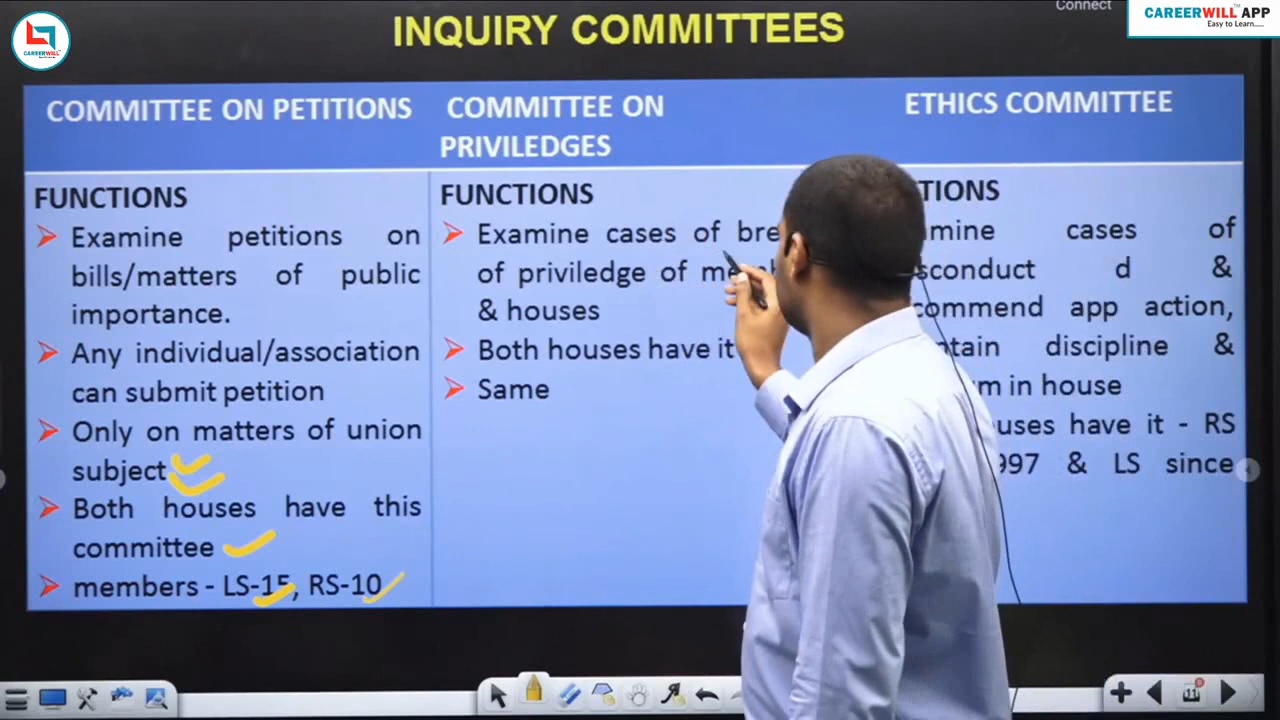 Connect
CAREERWILL APP
Easy to Learn.....
CAREERWILL
INQUIRY COMMITTEES
COMMITTEE ON PETITIONS
FUNCTIONS
Examine petitions on
bills/matters of public
importance.
Any individual/association
can submit petition
Only on matters of union
subject
Both houses have this
committee
members - LS-15, RS-10
COMMITTEE ON
PRIVILEDGES
FUNCTIONS
Examine cases of bre
of priviledge of me
& houses
Both houses have it
Same
ETHICS COMMITTEE
TIONS
mine cases of
sconduct d &
commend app action,
ntain discipline &
m in house
uses have it - RS
997 & LS since
11